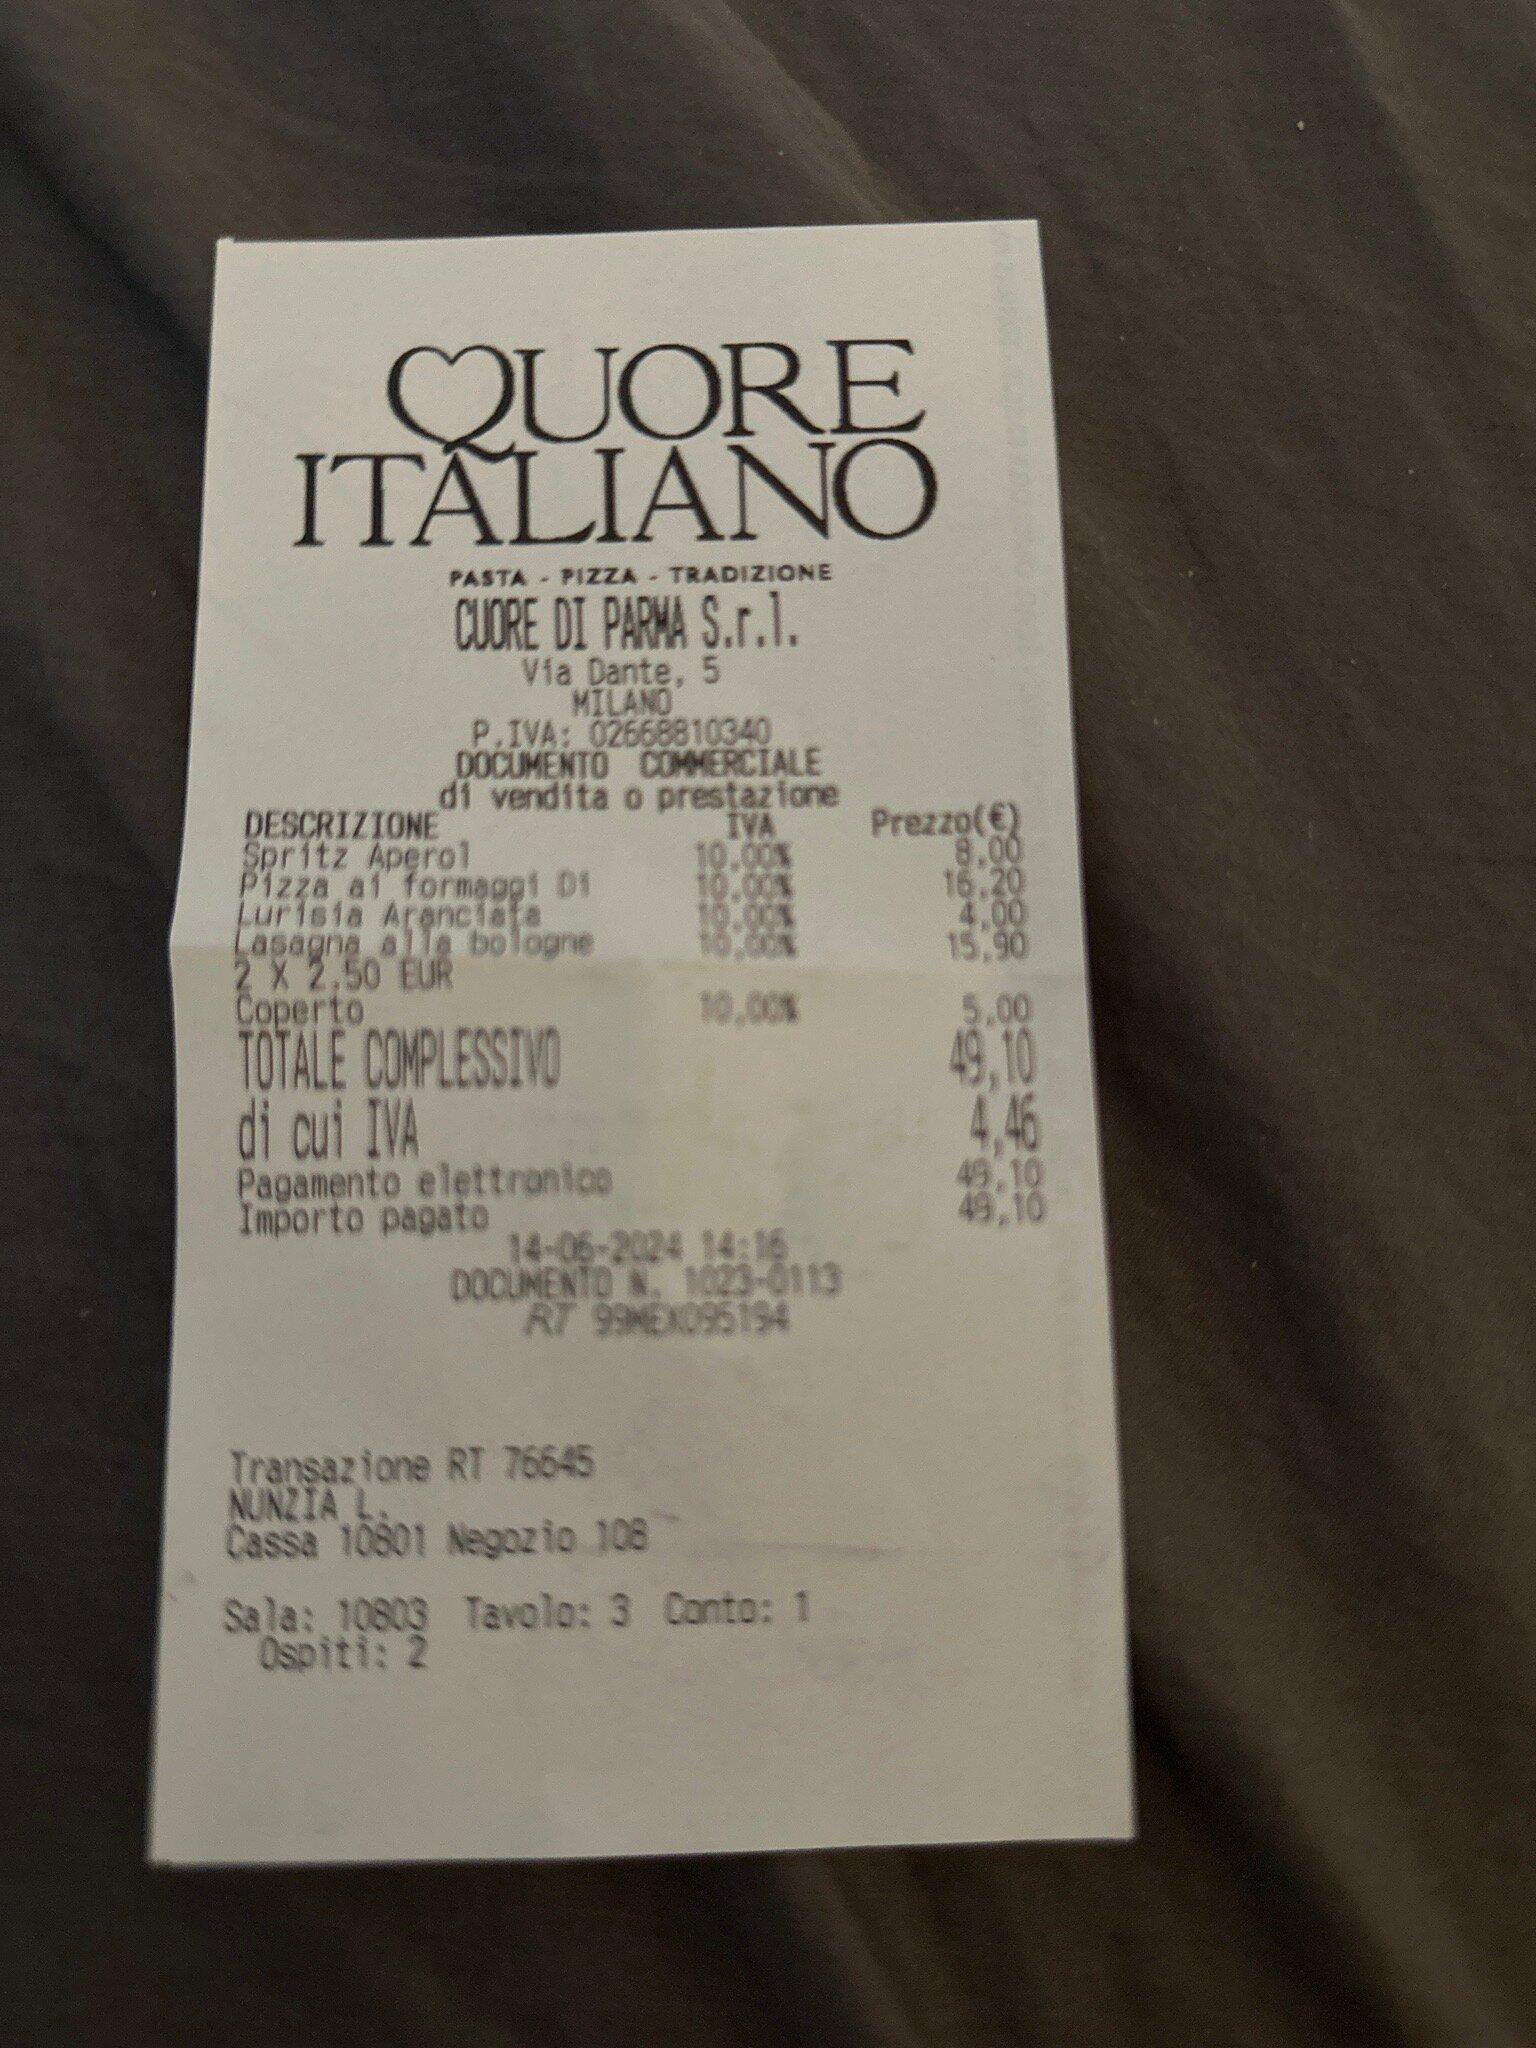 QUORE
ITALIANO
PASTA - PIZZA - TRADIZIONE
CUORE DI PARMA S.r.l.
Via Dante, 5
MILANO
P.IVA: 02668810340
DOCUMENTO COMMERCIALE
di vendita o prestazione
DESCRIZIONE IVA Prezzo(€)
Spritz Aperol 10,00% 8,00
Pizza ai formaggi Di 10,00% 16,20
Lurisia Aranciata 10,00% 4,00
Lasagna alla bologne 10,00% 15,90
2 X 2,50 EUR
Coperto 10,00% 5,00
TOTALE COMPLESSIVO 49,10
di cui IVA 4,46
Pagamento elettronico 49,10
Importo pagato 49,10
14-06-2024 14:16
DOCUMENTO N. 1023-0113
RT 99MEX095194
Transazione RT 76645
NUNZIA L.
Cassa 10801 Negozio 108
Sala: 10803 Tavolo: 3 Conto: 1
Ospiti: 2